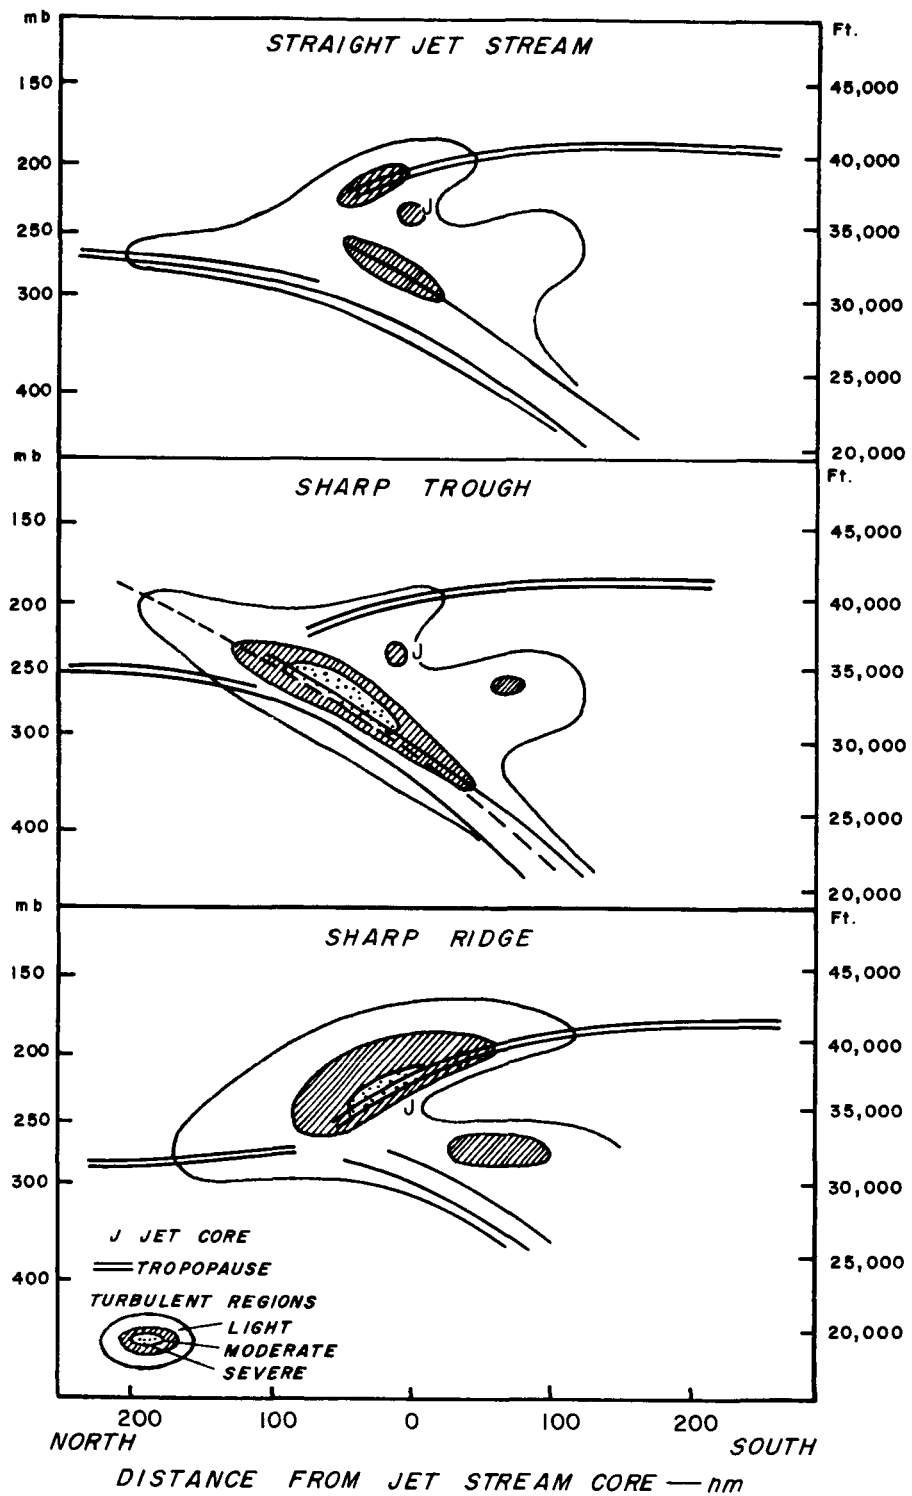 mb
Ft.
STRAIGHT JET STREAM
150
45,000
200
40,000
J
250
35,000
300
30,000
400
25,000
20,000
mb
Ft.
SHARP TROUGH
150
45,000
200
40,000
J
250
35,000
300
30,000
400
25,000
20,000
mb
Ft.
SHARP RIDGE
150
45,000
200
40,000
J
250
35,000
300
30,000
J JET CORE
TROPOPAUSE
25,000
400
TURBULENT REGIONS
LIGHT
MODERATE
SEVERE
20,000
200 100 0 100 200
NORTH SOUTH
DISTANCE FROM JET STREAM CORE — nm